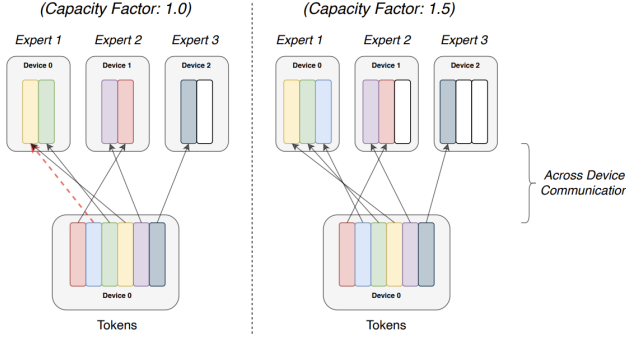 (Capacity Factor: 1.0)
(Capacity Factor: 1.5)
Expert 1
Expert 2
Expert 3
Expert 1
Expert 2
Expert 3
Device 0
Device 1
Device 2
Device 0
Device 1
Device 2
Across Device
Communication
Device 0
Device 0
Tokens
Tokens